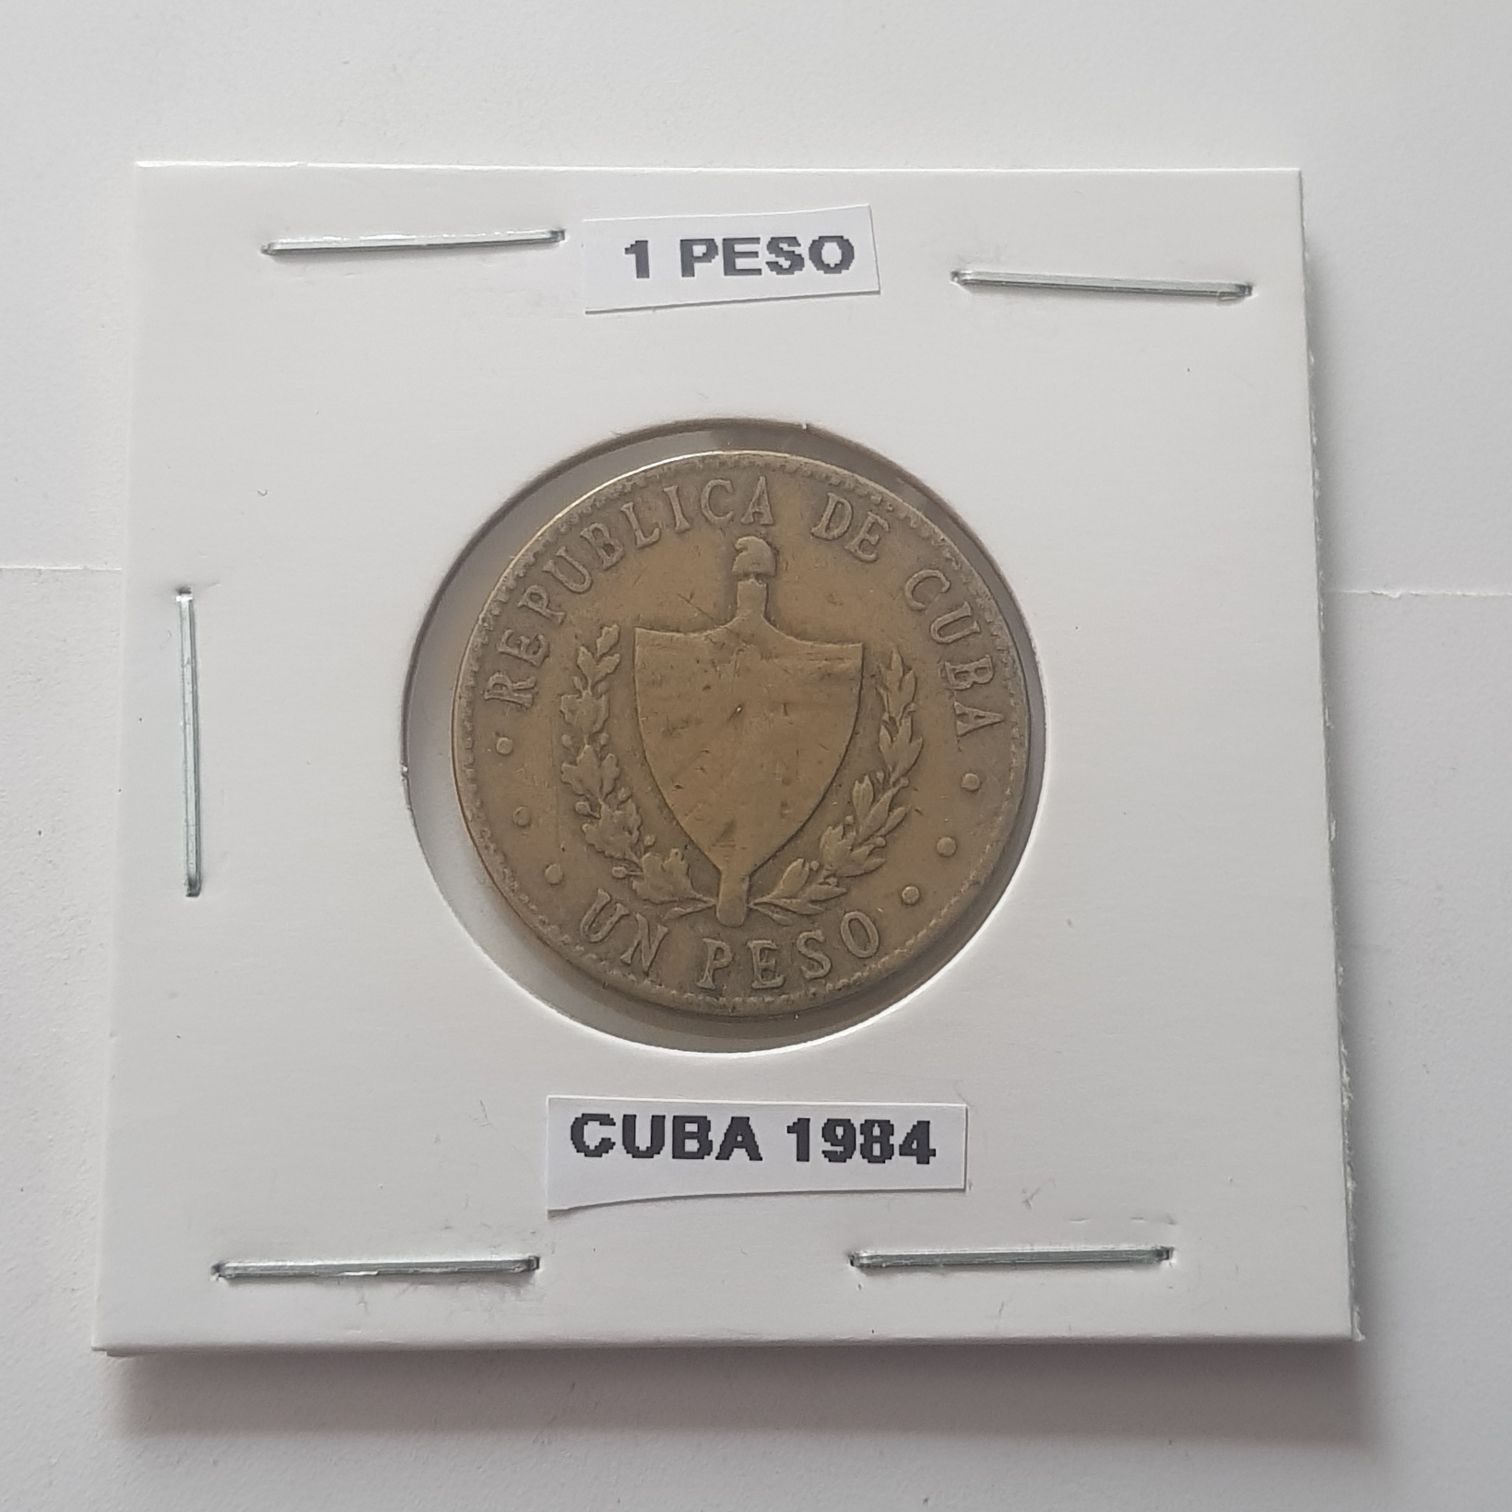 1 PESO
REPUBLICA DE CUBA
UN PESO
CUBA 1984